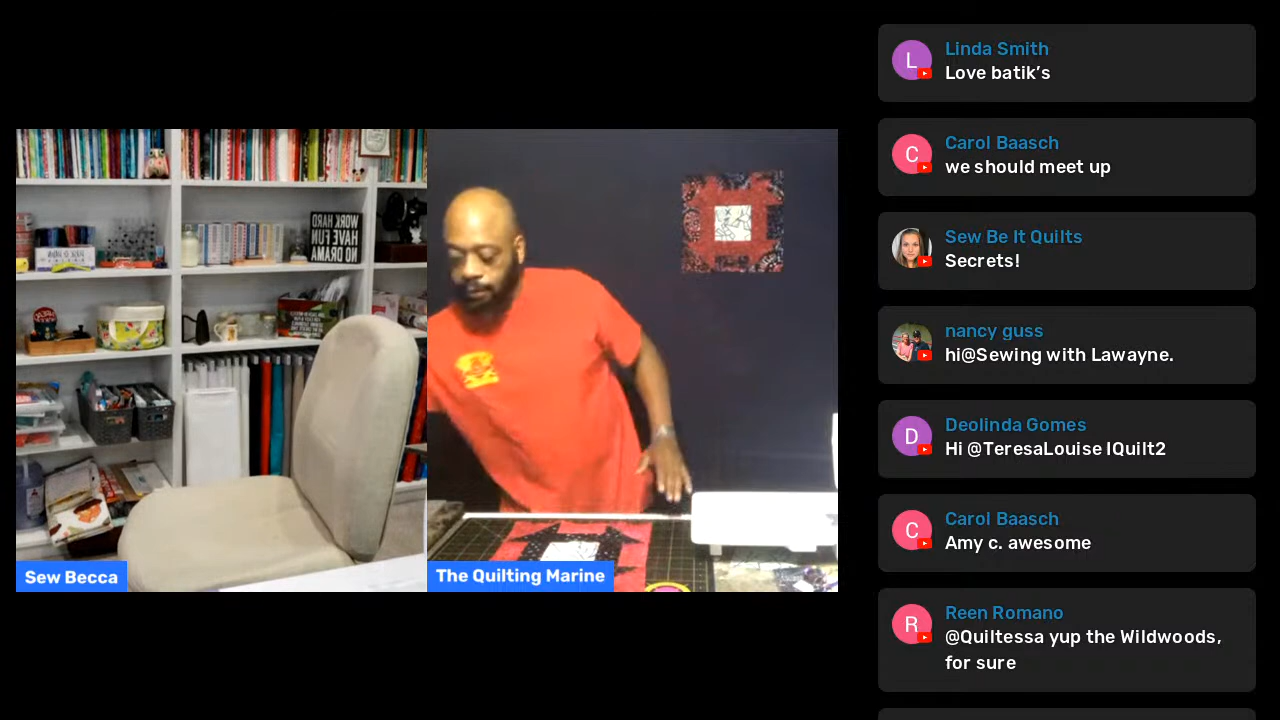 WORK HARD
HAVE FUN
NO DRAMA
Sew Becca
The Quilting Marine
Linda Smith
Love batik’s
Carol Baasch
we should meet up
Sew Be It Quilts
Secrets!
nancy guss
hi@Sewing with Lawayne.
Deolinda Gomes
Hi @TeresaLouise IQuilt2
Carol Baasch
Amy c. awesome
Reen Romano
@Quiltessa yup the Wildwoods,
for sure